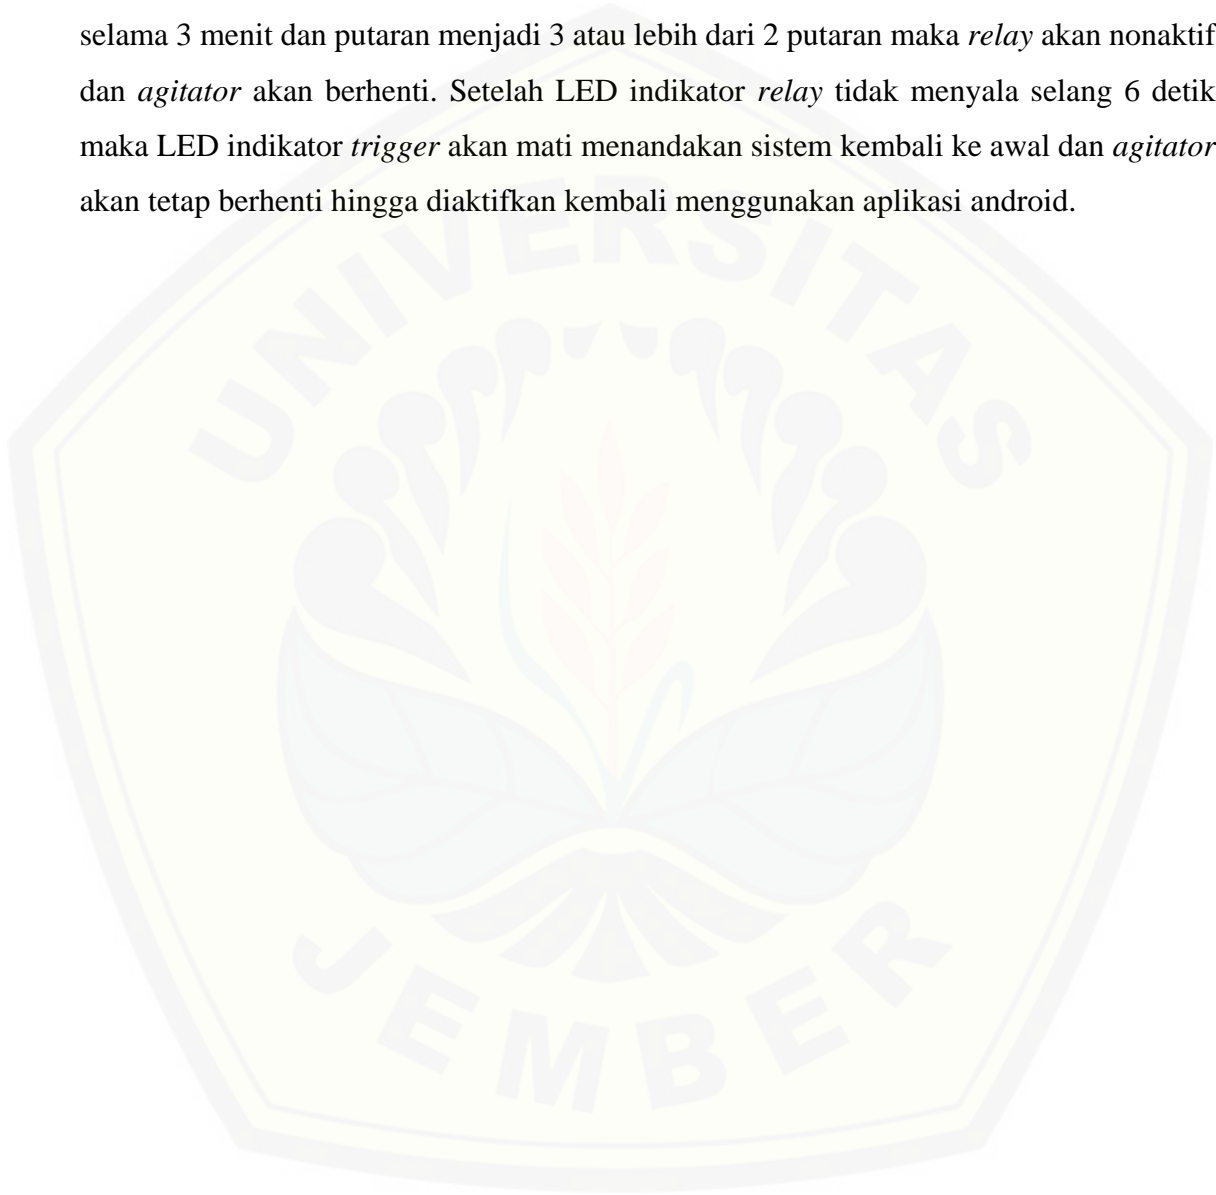 selama 3 menit dan putaran menjadi 3 atau lebih dari 2 putaran maka relay akan nonaktif
dan agitator akan berhenti. Setelah LED indikator relay tidak menyala selang 6 detik
maka LED indikator trigger akan mati menandakan sistem kembali ke awal dan agitator
akan tetap berhenti hingga diaktifkan kembali menggunakan aplikasi android.
UNIVERSITAS
JEMBER